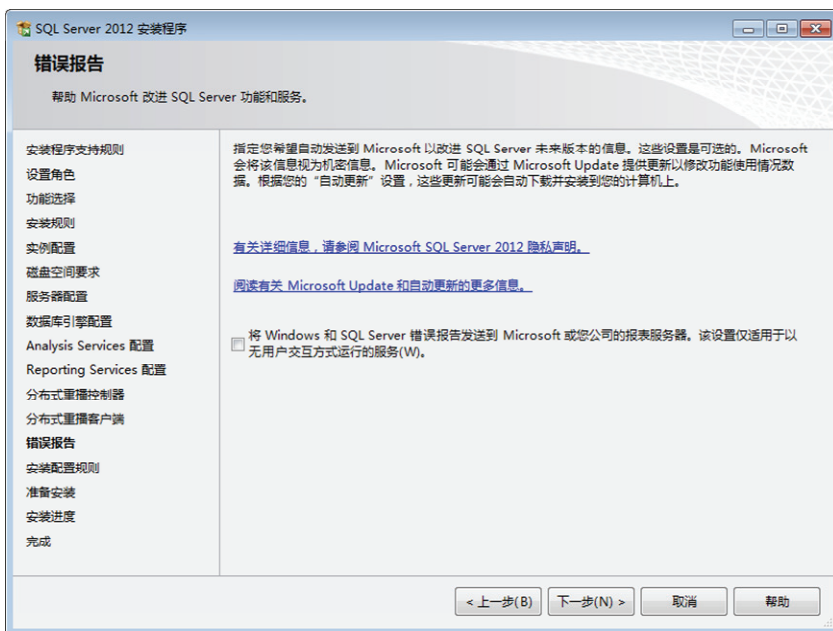 SQL Server 2012 安装程序
错误报告
帮助 Microsoft 改进 SQL Server 功能和服务。
安装程序支持规则
设置角色
功能选择
安装规则
实例配置
磁盘空间要求
服务器配置
数据库引擎配置
Analysis Services 配置
Reporting Services 配置
分布式重播控制器
分布式重播客户端
错误报告
安装配置规则
准备安装
安装进度
完成
指定您希望自动发送到 Microsoft 以改进 SQL Server 未来版本的信息。这些设置是可选的。Microsoft
会将该信息视为机密信息。Microsoft 可能会通过 Microsoft Update 提供更新以修改功能使用情况数
据。根据您的“自动更新”设置，这些更新可能会自动下载并安装到您的计算机上。
有关详细信息，请参阅 Microsoft SQL Server 2012 隐私声明。
阅读有关 Microsoft Update 和自动更新的更多信息。
将 Windows 和 SQL Server 错误报告发送到 Microsoft 或您公司的报表服务器。该设置仅适用于以
无用户交互方式运行的服务(W)。
< 上一步(B)
下一步(N) >
取消
帮助